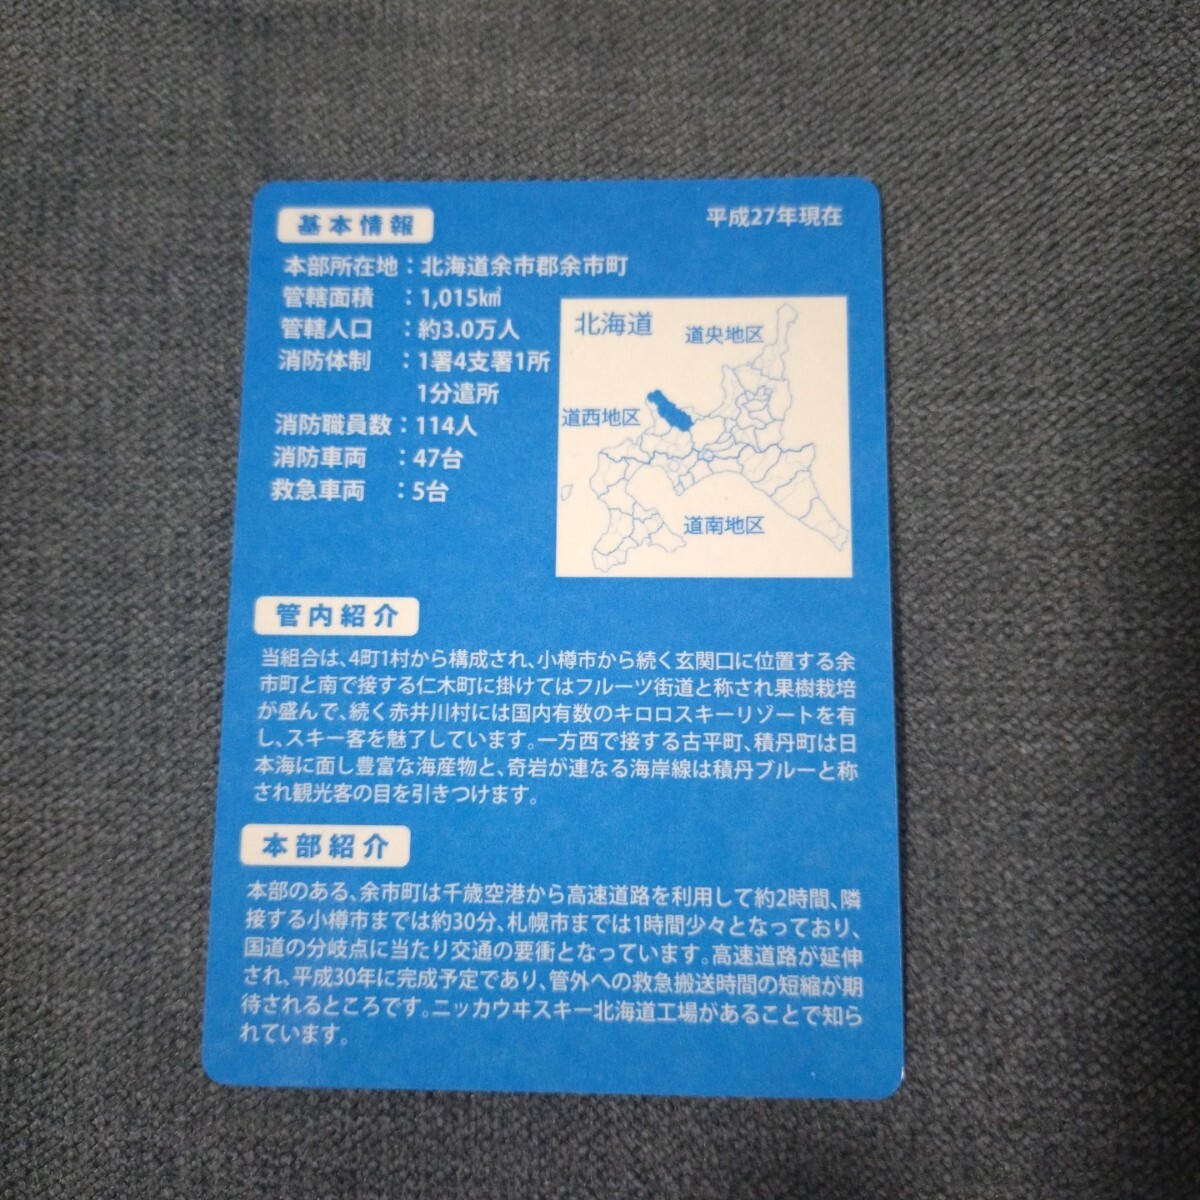 基本情報
平成27年現在
本部所在地：北海道余市郡余市町
管轄面積　：1,015㎢
管轄人口　：約3.0万人
消防体制　：1署4支署1所
1分遣所
消防職員数：114人
消防車両　：47台
救急車両　：5台
北海道
道央地区
道西地区
道南地区
管内紹介
当組合は、4町1村から構成され、小樽市から続く玄関口に位置する余
市町と南で接する仁木町に掛けてはフルーツ街道と称され果樹栽培
が盛んで、続く赤井川村には国内有数のキロロスキーリゾートを有
し、スキー客を魅了しています。一方西で接する古平町、積丹町は日
本海に面し豊富な海産物と、奇岩が連なる海岸線は積丹ブルーと称
され観光客の目を引きつけます。
本部紹介
本部のある、余市町は千歳空港から高速道路を利用して約2時間、隣
接する小樽市までは約30分、札幌市までは1時間少々となっており、
国道の分岐点に当たり交通の要衝となっています。高速道路が延伸
され、平成30年に完成予定であり、管外への救急搬送時間の短縮が期
待されるところです。ニッカウヰスキー北海道工場があることで知ら
れています。